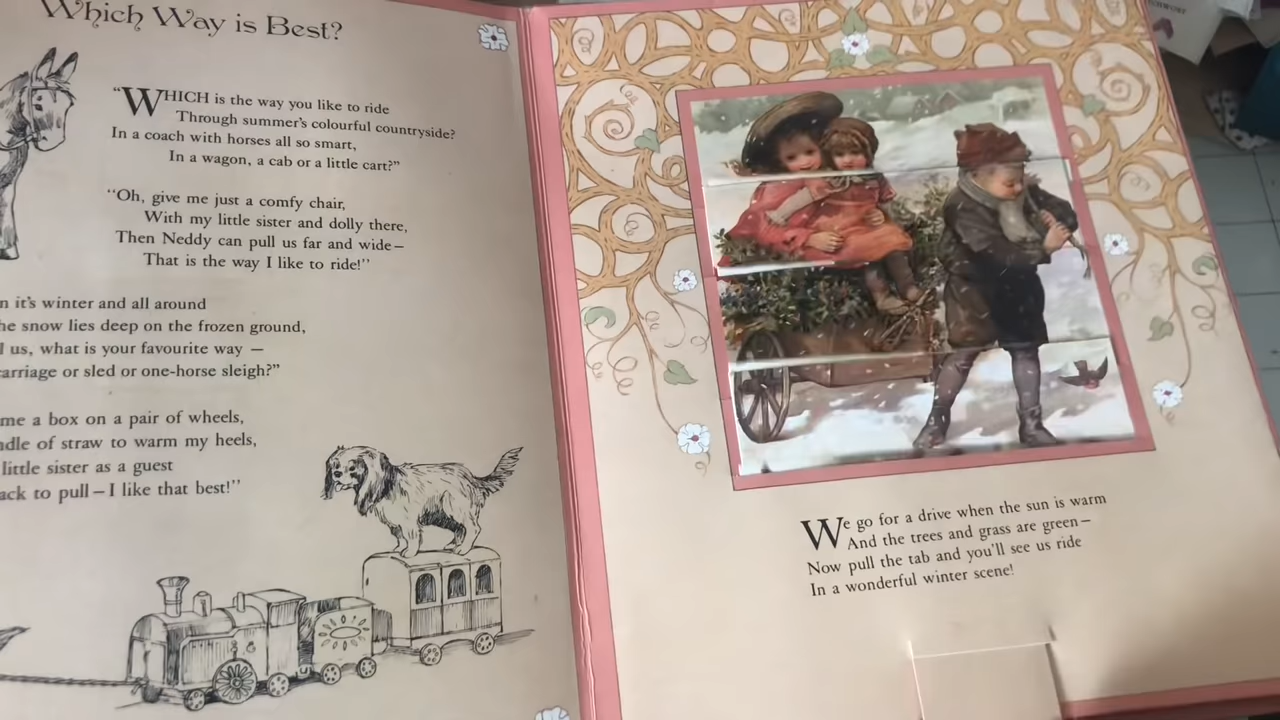 Which Way is Best?
“WHICH is the way you like to ride
Through summer's colourful countryside?
In a coach with horses all so smart,
In a wagon, a cab or a little cart?”
“Oh, give me just a comfy chair,
With my little sister and dolly there,
Then Neddy can pull us far and wide—
That is the way I like to ride!”
it's winter and all around
snow lies deep on the frozen ground,
us, what is your favourite way —
or sled or one-horse sleigh?”
me a box on a pair of wheels,
of straw to warm my heels,
little sister as a guest
to pull—I like that best!”
We go for a drive when the sun is warm
And the trees and grass are green—
Now pull the tab and you'll see us ride
In a wonderful winter scene!